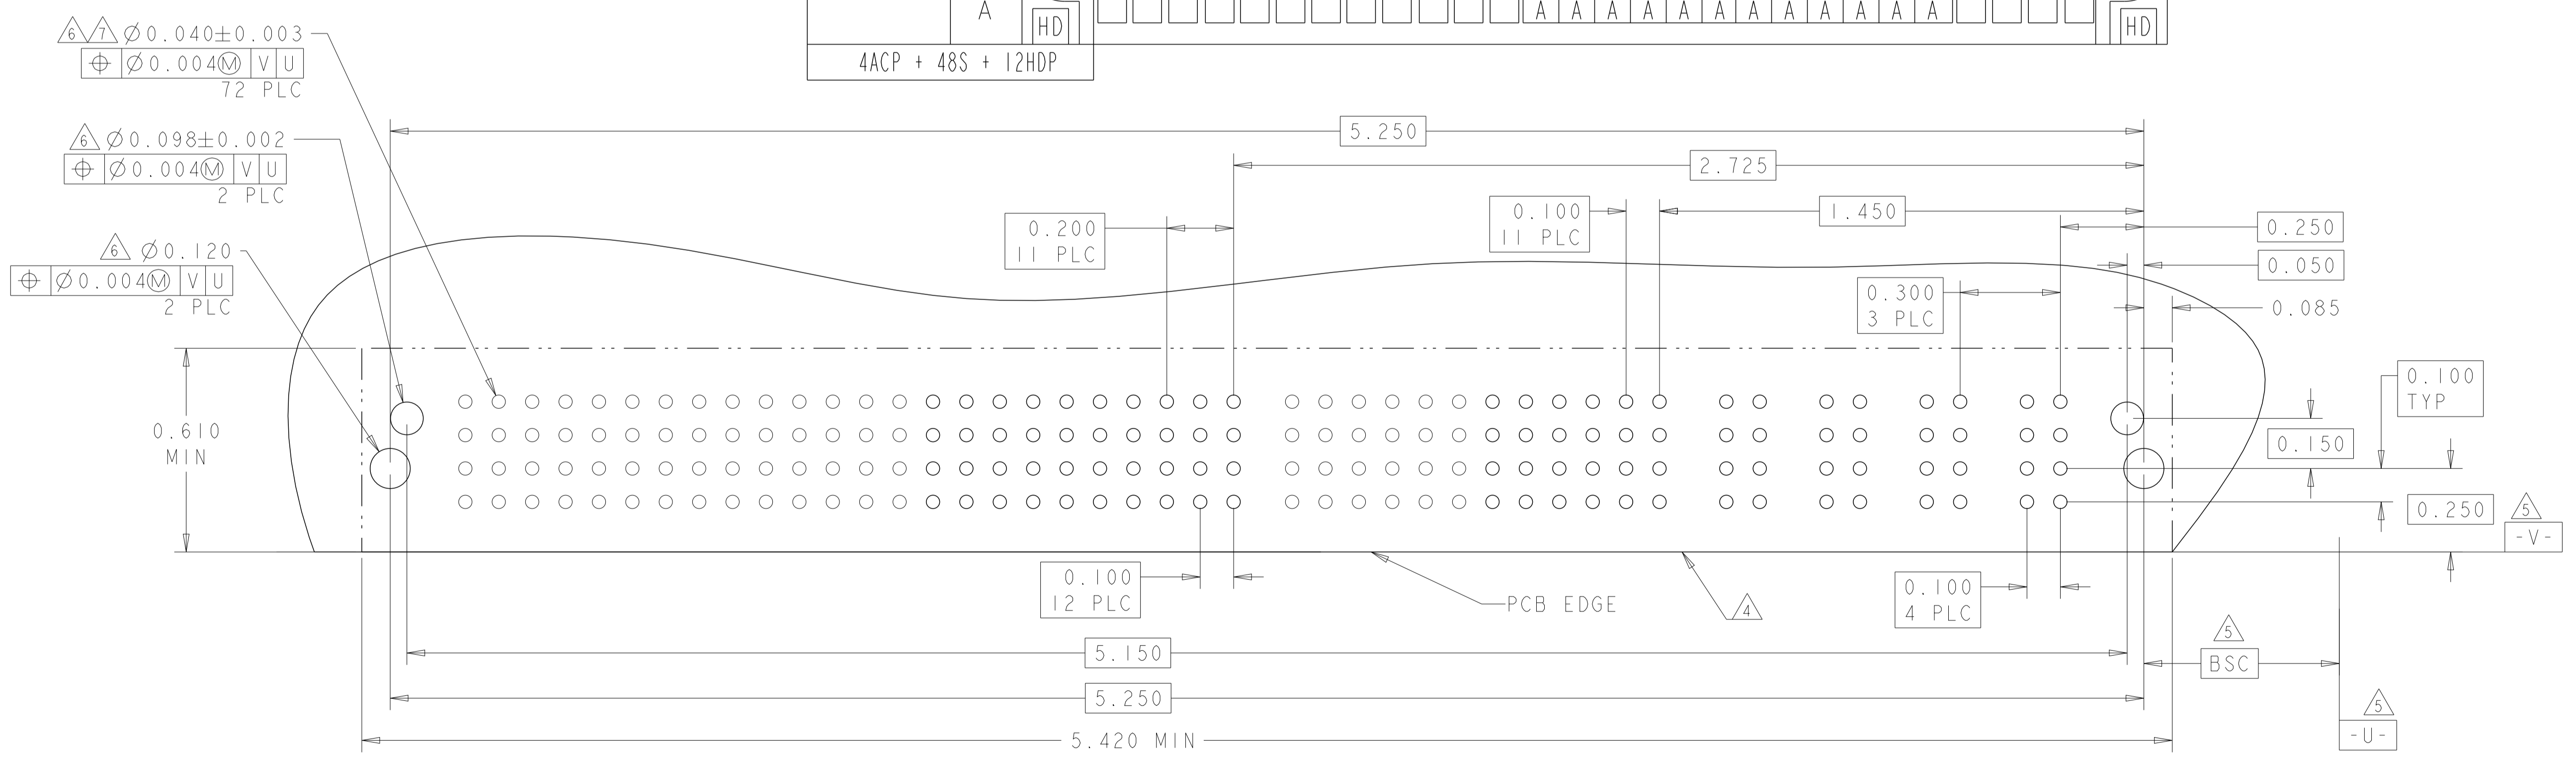 A
HD
A A A A A A A A A A A A
HD
4ACP + 48S + 12HDP
6 7 Ø0.040±0.003
⌖ Ø0.004Ⓜ V U
72 PLC
6 Ø0.098±0.002
⌖ Ø0.004Ⓜ V U
2 PLC
6 Ø0.120
⌖ Ø0.004Ⓜ V U
2 PLC
5.250
2.725
0.200
11 PLC
0.100
11 PLC
1.450
0.250
0.050
0.300
3 PLC
0.085
0.610
MIN
0.100
TYP
0.150
0.250
5
-V-
0.100
12 PLC
PCB EDGE
4
0.100
4 PLC
5.150
5
BSC
5.250
5
-U-
5.420 MIN